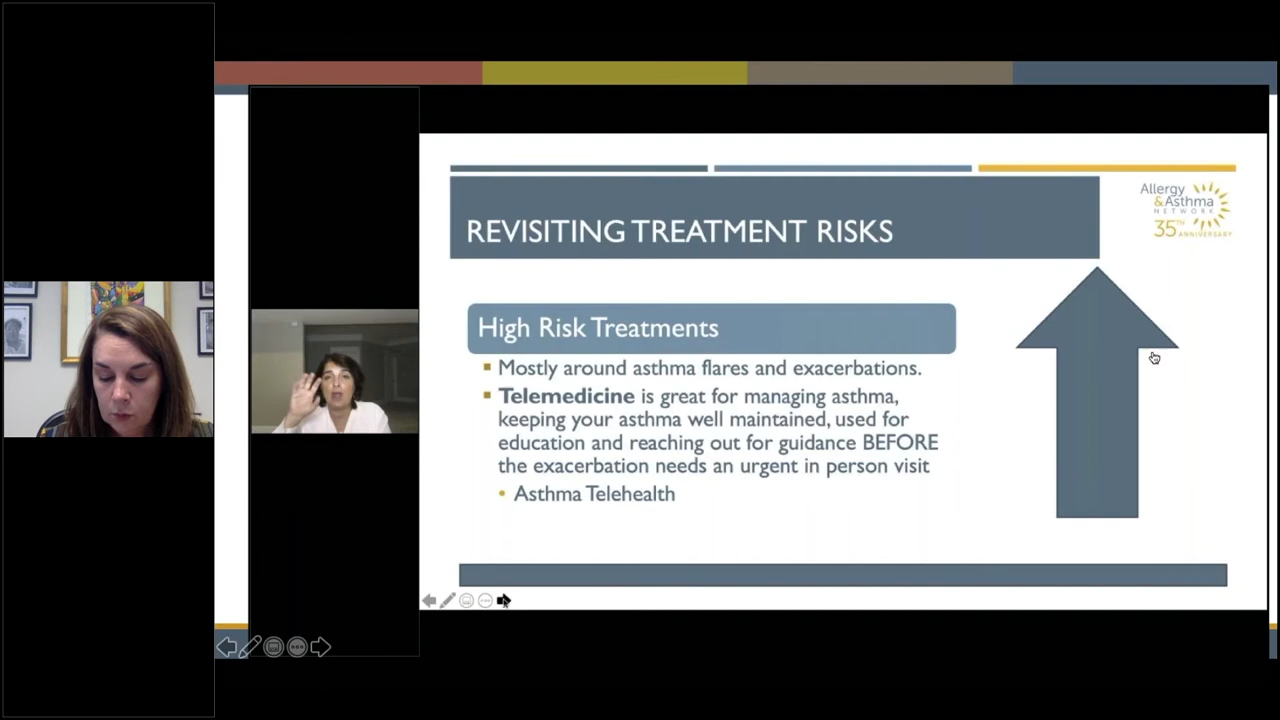 REVISITING TREATMENT RISKS
Allergy
&Asthma
NETWORK
35TH ANNIVERSARY
High Risk Treatments
Mostly around asthma flares and exacerbations.
Telemedicine is great for managing asthma,
keeping your asthma well maintained, used for
education and reaching out for guidance BEFORE
the exacerbation needs an urgent in person visit
Asthma Telehealth